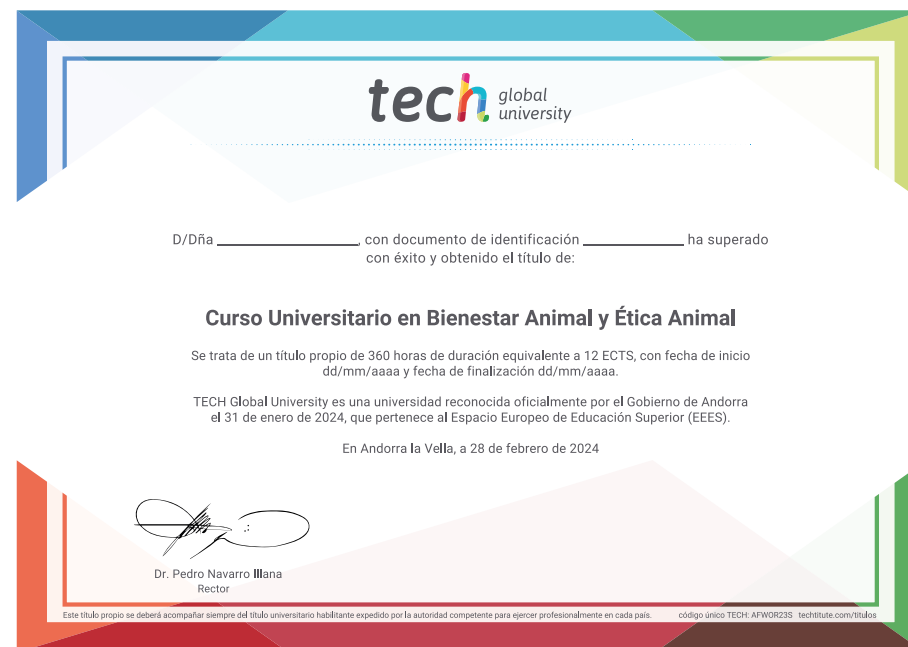 tech global university
D/Dña ______________, con documento de identificación __________ ha superado
con éxito y obtenido el título de:
Curso Universitario en Bienestar Animal y Ética Animal
Se trata de un título propio de 360 horas de duración equivalente a 12 ECTS, con fecha de inicio
dd/mm/aaaa y fecha de finalización dd/mm/aaaa.
TECH Global University es una universidad reconocida oficialmente por el Gobierno de Andorra
el 31 de enero de 2024, que pertenece al Espacio Europeo de Educación Superior (EEES).
En Andorra la Vella, a 28 de febrero de 2024
Dr. Pedro Navarro Illana
Rector
Este título propio se deberá acompañar siempre del título universitario habilitante expedido por la autoridad competente para ejercer profesionalmente en cada país. código único TECH: AFWOR23S techtitute.com/titulos